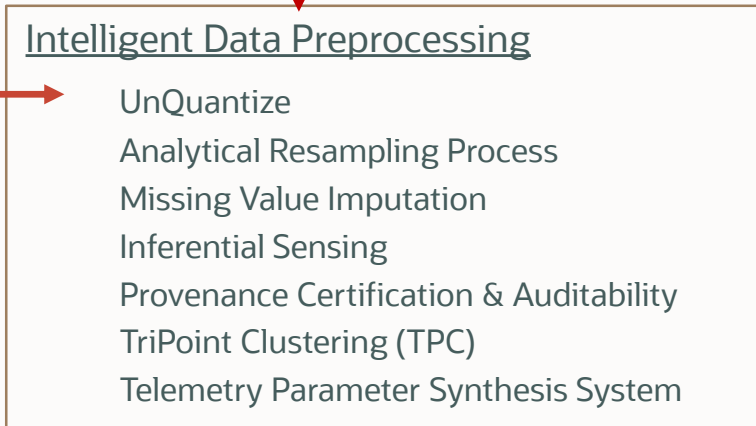 Intelligent Data Preprocessing
UnQuantize
Analytical Resampling Process
Missing Value Imputation
Inferential Sensing
Provenance Certification & Auditability
TriPoint Clustering (TPC)
Telemetry Parameter Synthesis System